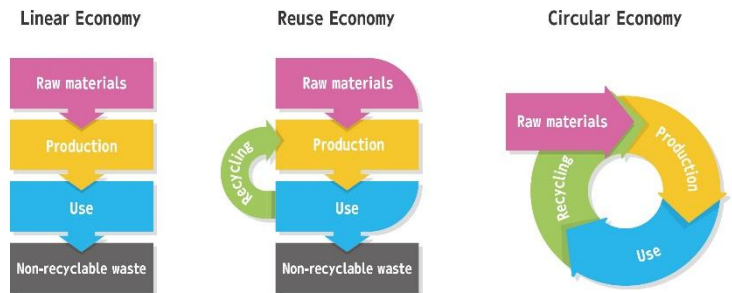 Linear Economy
Raw materials
Production
Use
Non-recyclable waste
Reuse Economy
Raw materials
Recycling
Production
Use
Non-recyclable waste
Circular Economy
Raw materials
Production
Recycling
Use